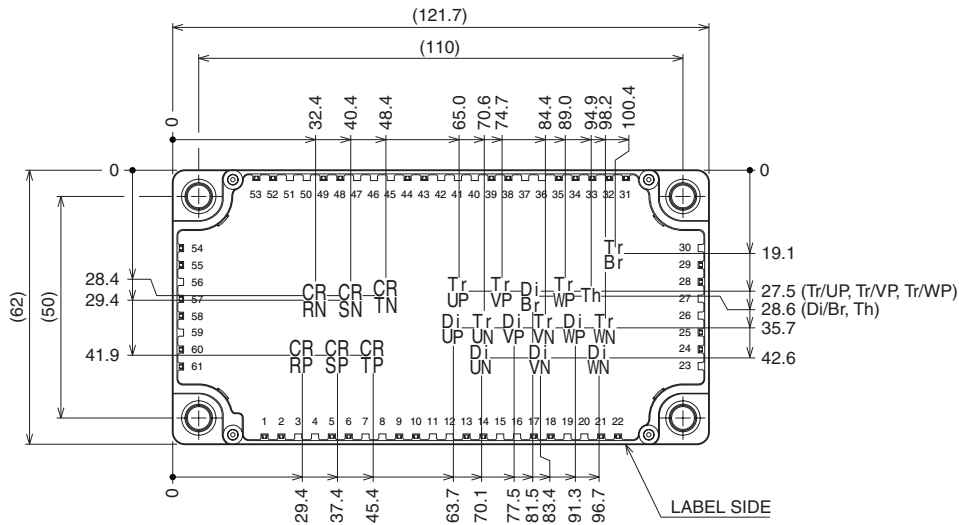 (121.7)
(110)
0 32.4 40.4 48.4 65.0 70.6 74.7 84.4 89.0 94.9 98.2 100.4
0
0
53 52 51 50 49 48 47 46 45 44 43 42 41 40 39 38 37 36 35 34 33 32 31
54
55
56
57
58
59
60
61
30
29
28
27
26
25
24
23
(62)
(50)
28.4
29.4
41.9
19.1
27.5 (Tr/UP, Tr/VP, Tr/WP)
28.6 (Di/Br, Th)
35.7
42.6
Tr
Br
CR
RN
CR
SN
CR
TN
Tr
UP
Tr
VP
Di
Br
Tr
WP
Th
Di
UP
Tr
UN
Di
VP
Tr
VN
Di
WP
Tr
WN
CR
RP
CR
SP
CR
TP
Di
UN
Di
VN
Di
WN
1 2 3 4 5 6 7 8 9 10 11 12 13 14 15 16 17 18 19 20 21 22
0 29.4 37.4 45.4 63.7 70.1 77.5 81.5 83.4 91.3 96.7
LABEL SIDE